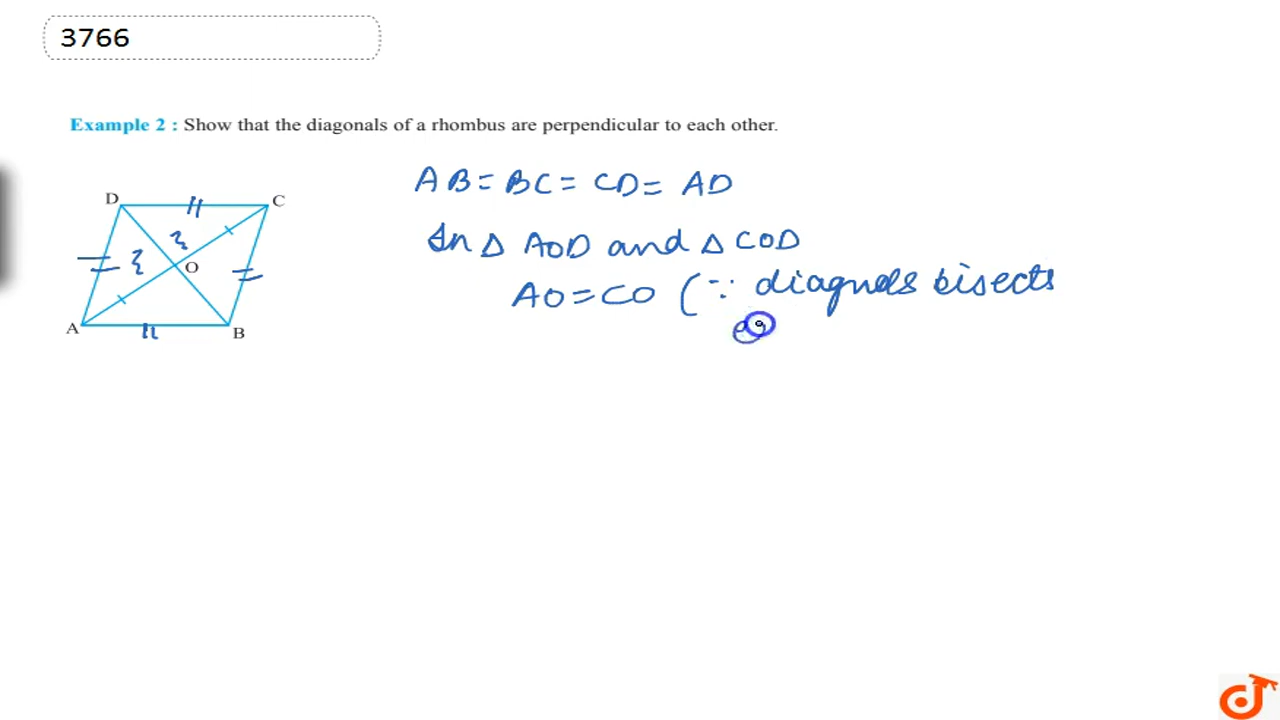 3766
Example 2 : Show that the diagonals of a rhombus are perpendicular to each other.
AB = BC = CD = AD
D
C
In △ AOD and △ COD
O
AO = CO ( ∵ diagnols bisects
A
B